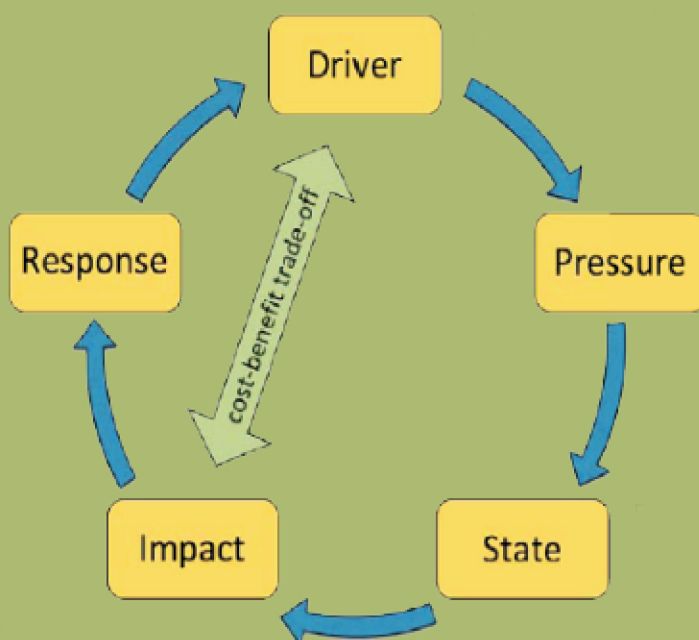 Driver
Pressure
State
Impact
Response
cost-benefit trade-off